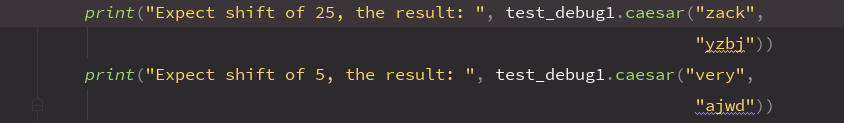 print("Expect shift of 25, the result: ", test_debug1.caesar("zack",
"yzbj"))
print("Expect shift of 5, the result: ", test_debug1.caesar("very",
"ajwd"))